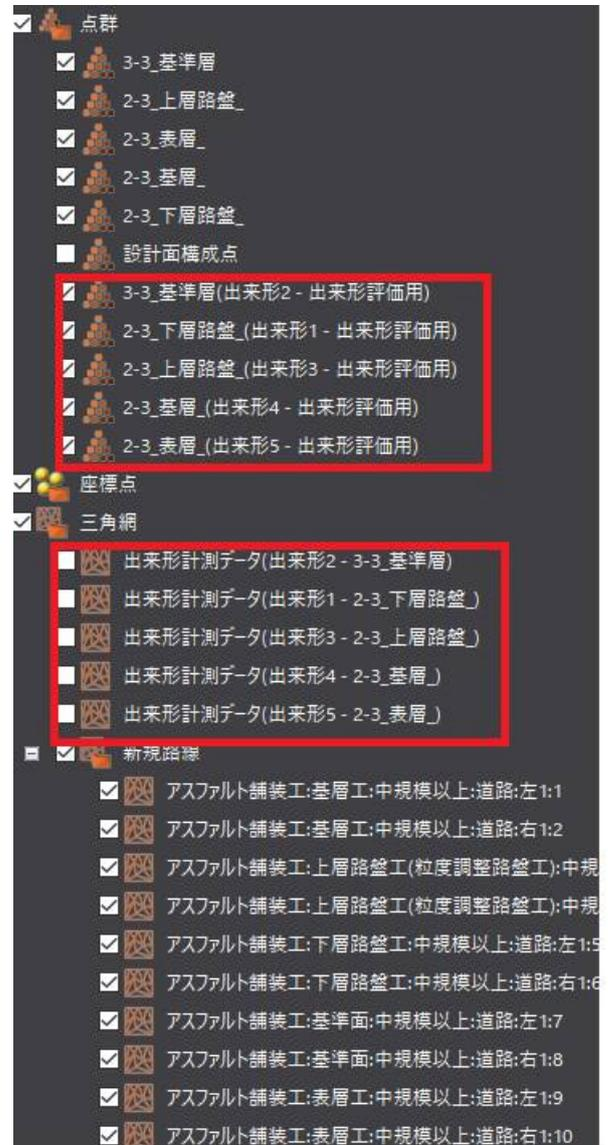 点群
3-3_基準層
2-3_上層路盤_
2-3_表層_
2-3_基層_
2-3_下層路盤_
設計面構成点
3-3_基準層(出来形2 - 出来形評価用)
2-3_下層路盤_(出来形1 - 出来形評価用)
2-3_上層路盤_(出来形3 - 出来形評価用)
2-3_基層_(出来形4 - 出来形評価用)
2-3_表層_(出来形5 - 出来形評価用)
座標点
三角網
出来形計測データ(出来形2 - 3-3_基準層)
出来形計測データ(出来形1 - 2-3_下層路盤_)
出来形計測データ(出来形3 - 2-3_上層路盤_)
出来形計測データ(出来形4 - 2-3_基層_)
出来形計測データ(出来形5 - 2-3_表層_)
新規路線
アスファルト舗装工:基層工:中規模以上:道路:左1:1
アスファルト舗装工:基層工:中規模以上:道路:右1:2
アスファルト舗装工:上層路盤工(粒度調整路盤工):中規
アスファルト舗装工:上層路盤工(粒度調整路盤工):中規
アスファルト舗装工:下層路盤工:中規模以上:道路:左1:5
アスファルト舗装工:下層路盤工:中規模以上:道路:右1:6
アスファルト舗装工:基準面:中規模以上:道路:左1:7
アスファルト舗装工:基準面:中規模以上:道路:右1:8
アスファルト舗装工:表層工:中規模以上:道路:左1:9
アスファルト舗装工:表層工:中規模以上:道路:右1:10